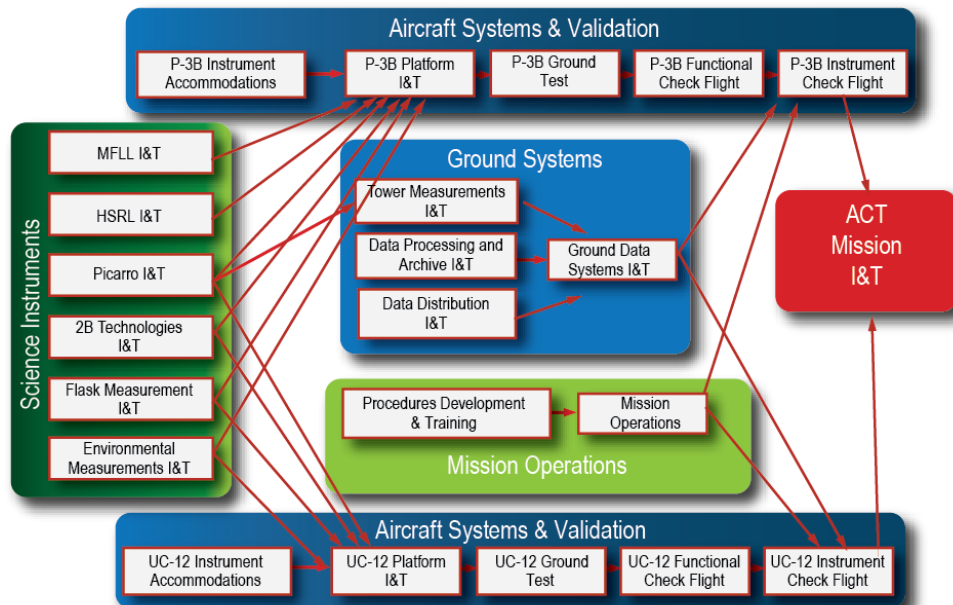 Aircraft Systems & Validation
P-3B Instrument
Accommodations
P-3B Platform
I&T
P-3B Ground
Test
P-3B Functional
Check Flight
P-3B Instrument
Check Flight
Science Instruments
MFLL I&T
HSRL I&T
Picarro I&T
2B Technologies
I&T
Flask Measurement
I&T
Environmental
Measurements I&T
Ground Systems
Tower Measurements
I&T
Data Processing and
Archive I&T
Data Distribution
I&T
Ground Data
Systems I&T
ACT
Mission
I&T
Procedures Development
& Training
Mission
Operations
Mission Operations
Aircraft Systems & Validation
UC-12 Instrument
Accommodations
UC-12 Platform
I&T
UC-12 Ground
Test
UC-12 Functional
Check Flight
UC-12 Instrument
Check Flight